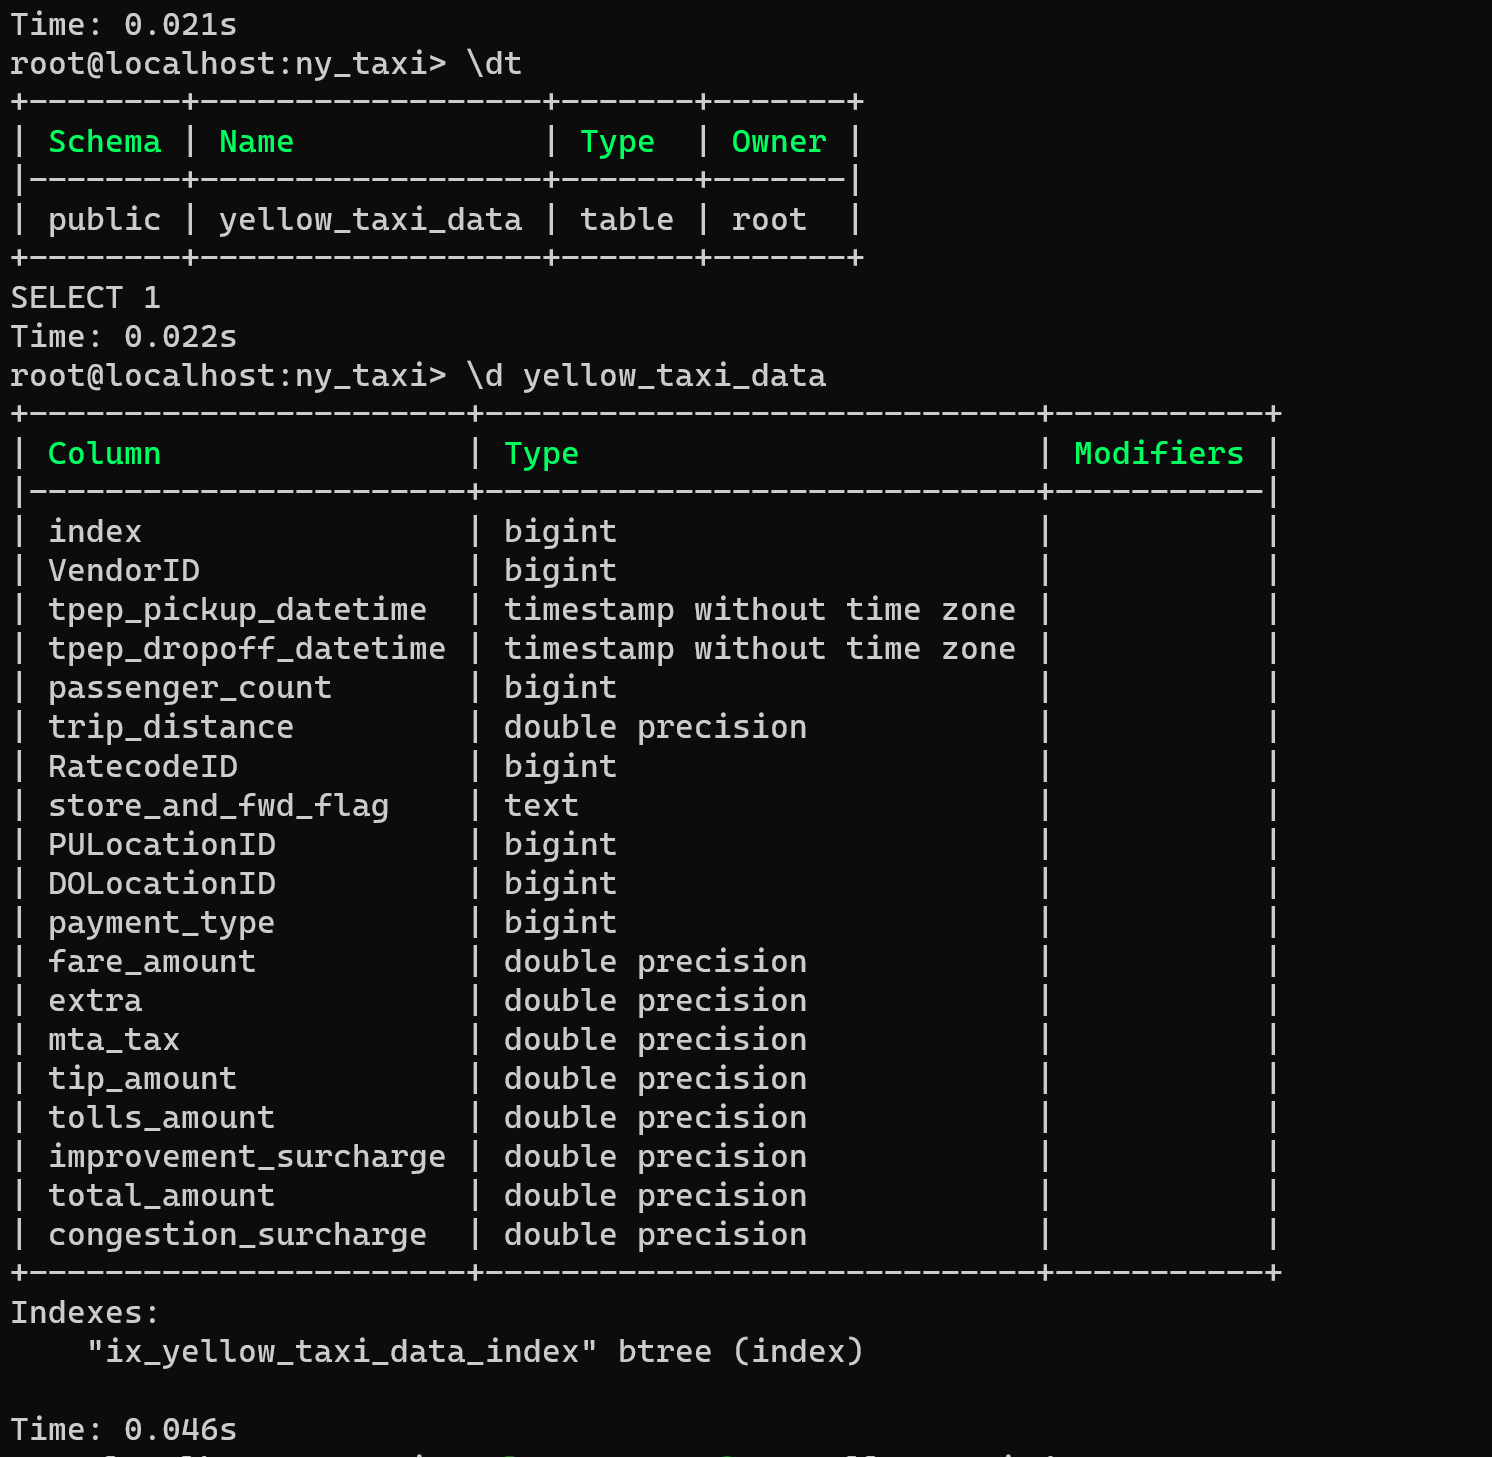 Time: 0.021s
root@localhost:ny_taxi> \dt
+--------+------------------+-------+-------+
| Schema | Name             | Type  | Owner |
|--------+------------------+-------+-------|
| public | yellow_taxi_data | table | root  |
+--------+------------------+-------+-------+
SELECT 1
Time: 0.022s
root@localhost:ny_taxi> \d yellow_taxi_data
+-----------------------+-----------------------------+-----------+
| Column                | Type                        | Modifiers |
|-----------------------+-----------------------------+-----------|
| index                 | bigint                      |           |
| VendorID              | bigint                      |           |
| tpep_pickup_datetime  | timestamp without time zone |           |
| tpep_dropoff_datetime | timestamp without time zone |           |
| passenger_count       | bigint                      |           |
| trip_distance         | double precision            |           |
| RatecodeID            | bigint                      |           |
| store_and_fwd_flag    | text                        |           |
| PULocationID          | bigint                      |           |
| DOLocationID          | bigint                      |           |
| payment_type          | bigint                      |           |
| fare_amount           | double precision            |           |
| extra                 | double precision            |           |
| mta_tax               | double precision            |           |
| tip_amount            | double precision            |           |
| tolls_amount          | double precision            |           |
| improvement_surcharge | double precision            |           |
| total_amount          | double precision            |           |
| congestion_surcharge  | double precision            |           |
+-----------------------+-----------------------------+-----------+
Indexes:
    "ix_yellow_taxi_data_index" btree (index)

Time: 0.046s